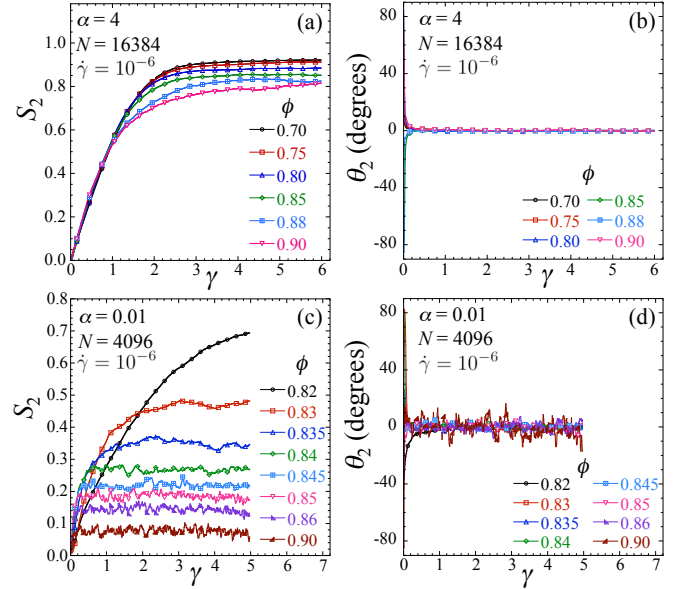 (a)
α = 4
N = 16384
γ̇ = 10⁻⁶
S₂
1.0
0.8
0.6
0.4
0.2
0.0
ϕ
0.70
0.75
0.80
0.85
0.88
0.90
0 1 2 3 4 5 6
γ
(b)
α = 4
N = 16384
γ̇ = 10⁻⁶
θ₂ (degrees)
80
40
0
-40
-80
ϕ
0.70 0.85
0.75 0.88
0.80 0.90
0 1 2 3 4 5 6
γ
(c)
α = 0.01
N = 4096
γ̇ = 10⁻⁶
S₂
0.7
0.6
0.5
0.4
0.3
0.2
0.1
0.0
ϕ
0.82
0.83
0.835
0.84
0.845
0.85
0.86
0.90
0 1 2 3 4 5 6 7
γ
(d)
α = 0.01
N = 4096
γ̇ = 10⁻⁶
θ₂ (degrees)
80
40
0
-40
-80
ϕ
0.82 0.845
0.83 0.85
0.835 0.86
0.84 0.90
0 1 2 3 4 5 6 7
γ